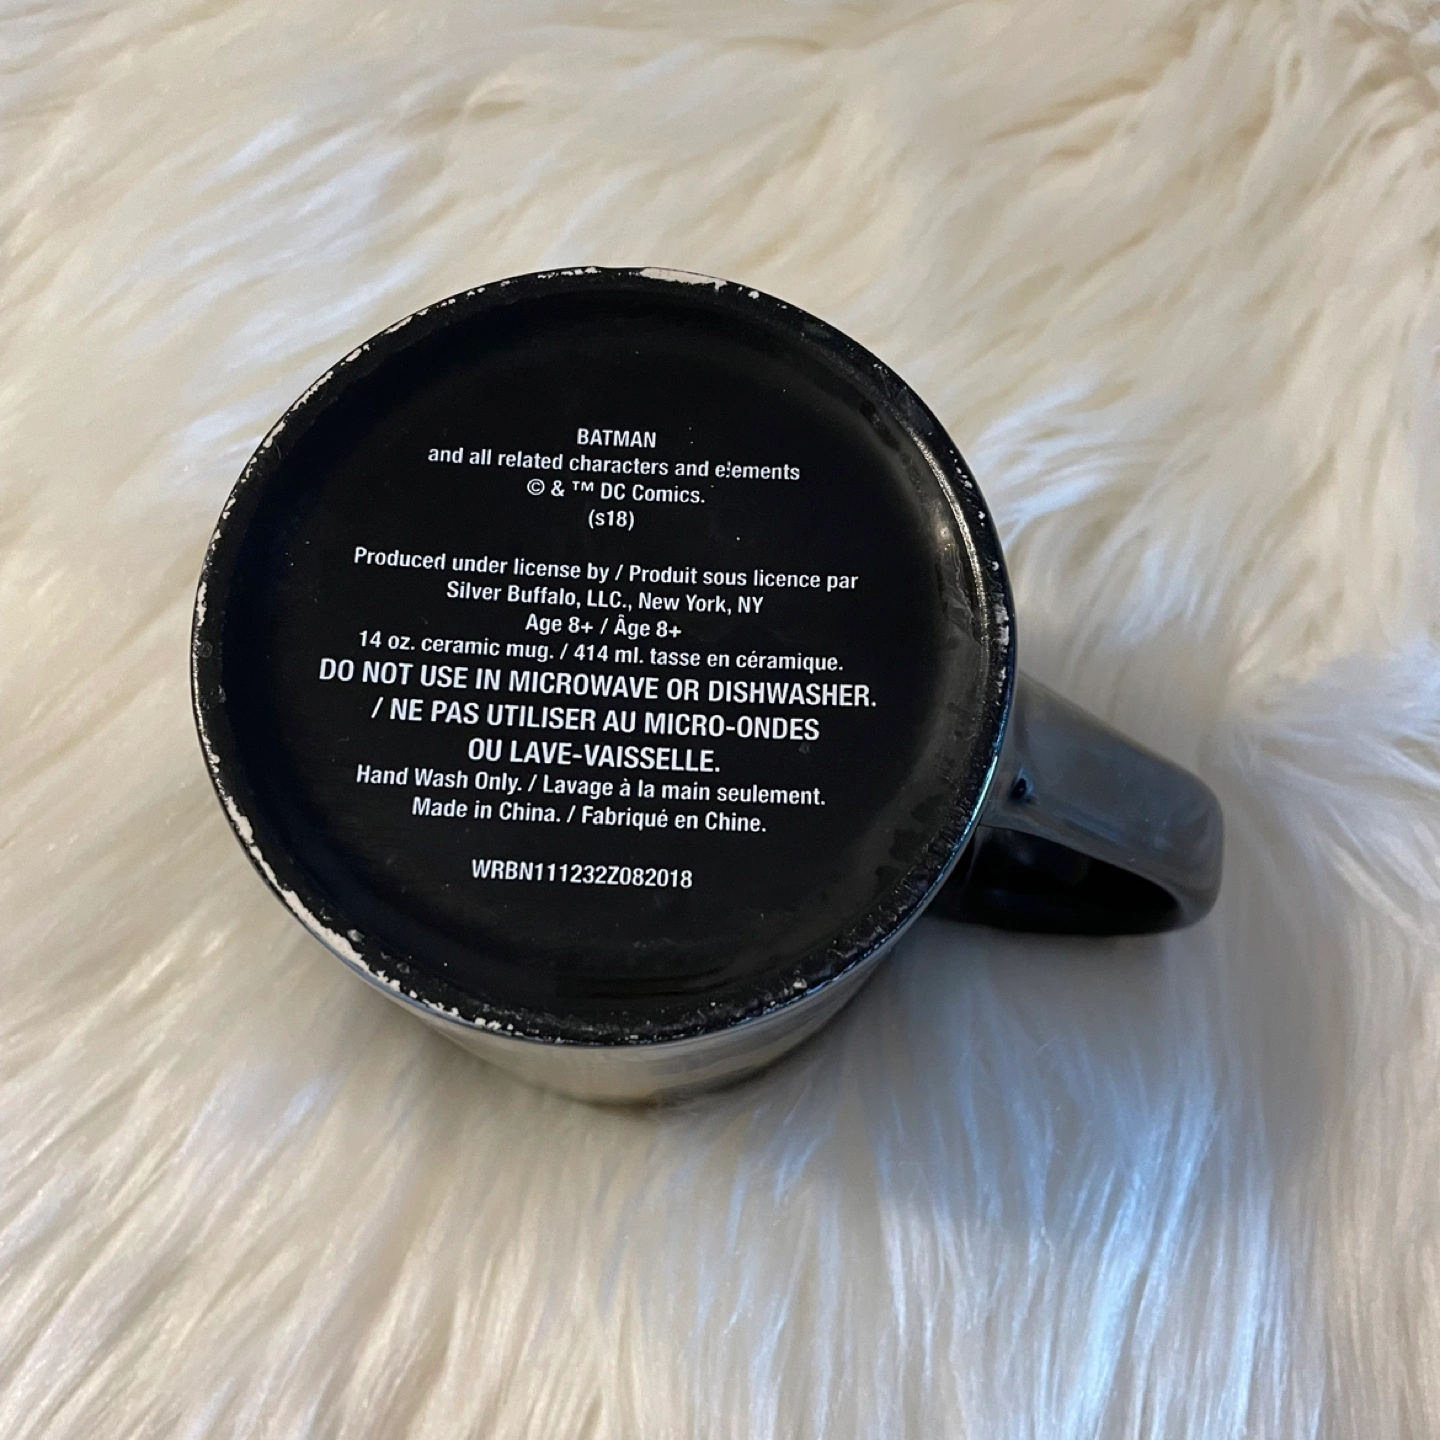 BATMAN
and all related characters and elements
© & ™ DC Comics.
(s18)
Produced under license by / Produit sous licence par
Silver Buffalo, LLC., New York, NY
Age 8+ / Âge 8+
14 oz. ceramic mug. / 414 ml. tasse en céramique.
DO NOT USE IN MICROWAVE OR DISHWASHER.
/ NE PAS UTILISER AU MICRO-ONDES
OU LAVE-VAISSELLE.
Hand Wash Only. / Lavage à la main seulement.
Made in China. / Fabriqué en Chine.
WRBN111232Z082018